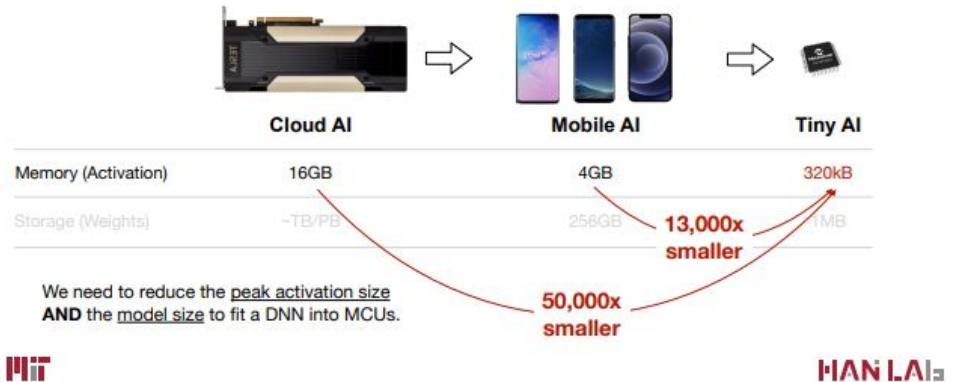 TESLA
Cloud AI
Mobile AI
Tiny AI
Memory (Activation)
16GB
4GB
320kB
Storage (Weights)
~TB/PB
256GB
1MB
13,000x
smaller
We need to reduce the peak activation size
AND the model size to fit a DNN into MCUs.
50,000x
smaller
MIT
HAN LAB